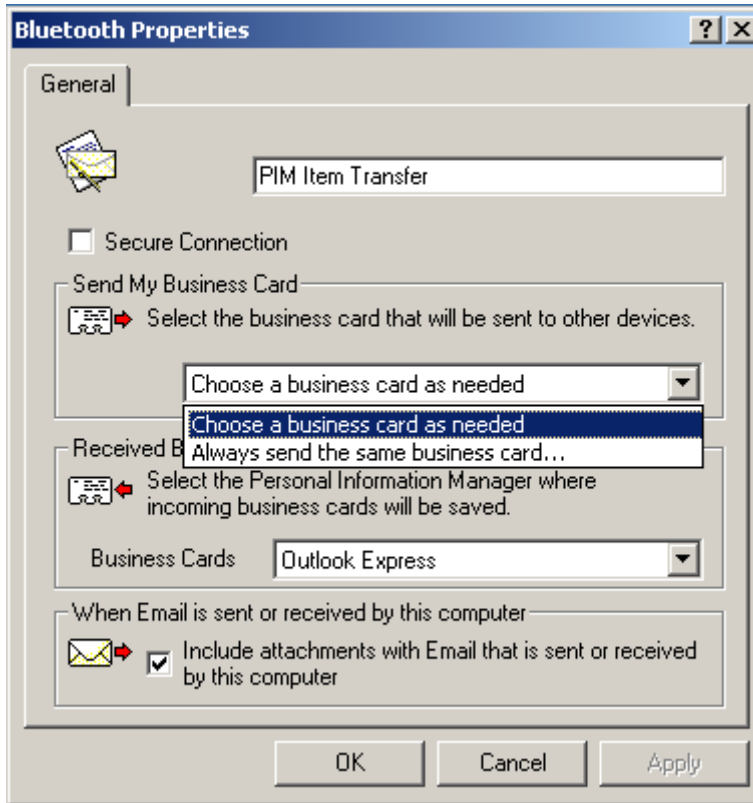 Bluetooth Properties
General
PIM Item Transfer
Secure Connection
Send My Business Card
Select the business card that will be sent to other devices.
Choose a business card as needed
Choose a business card as needed
Always send the same business card...
Received B
Select the Personal Information Manager where
incoming business cards will be saved.
Business Cards Outlook Express
When Email is sent or received by this computer
Include attachments with Email that is sent or received
by this computer
OK Cancel Apply